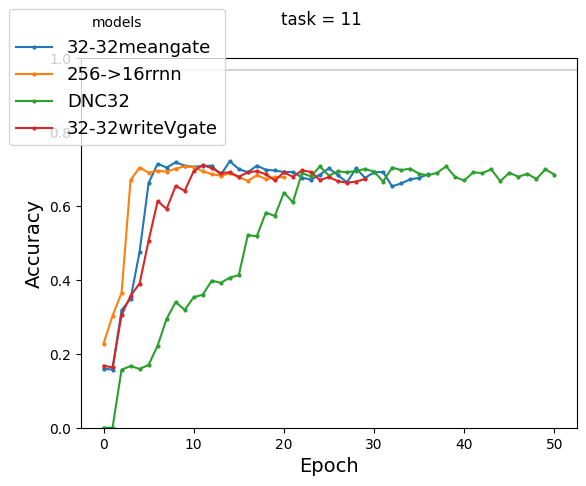 task = 11
models
32-32meangate
256->16rrnn
DNC32
32-32writeVgate
1.0
0.8
0.6
0.4
0.2
0.0
Accuracy
0 10 20 30 40 50
Epoch